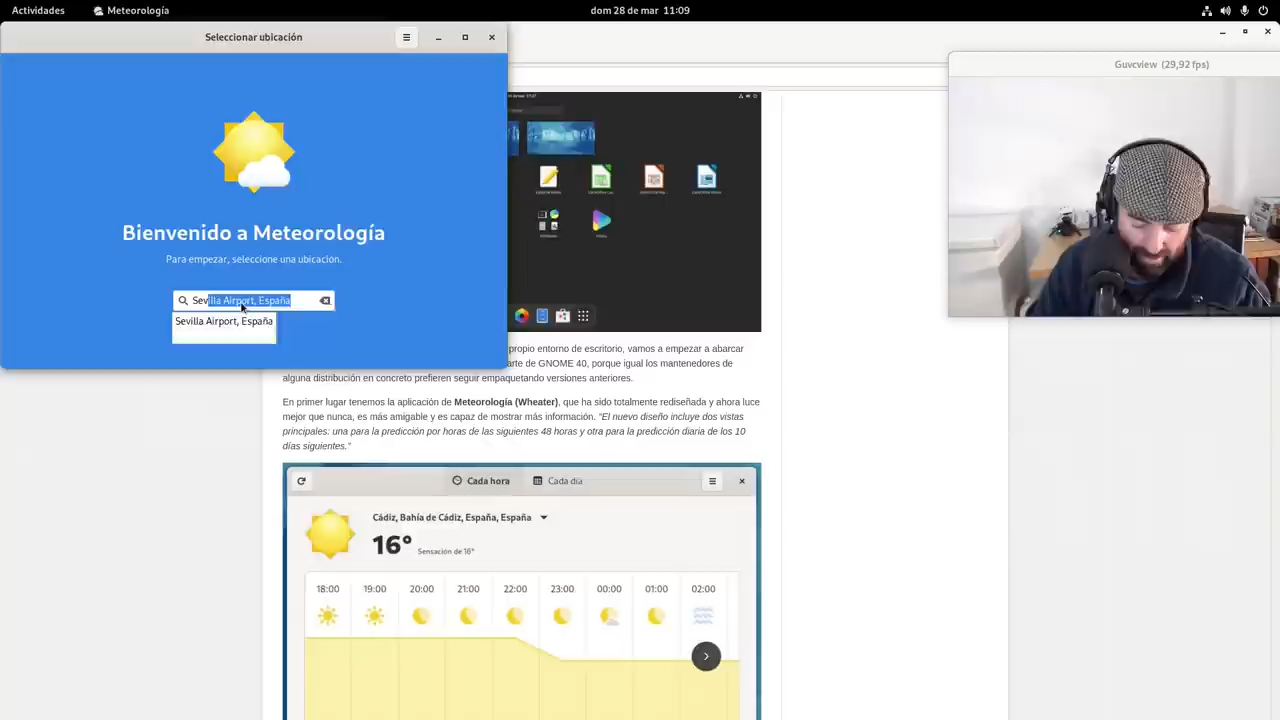 Actividades
Meteorología
dom 28 de mar 11:09
Seleccionar ubicación
Bienvenido a Meteorología
Para empezar, seleccione una ubicación.
Sevilla Airport, España
Sevilla Airport, España
Guvcview (29,92 fps)
propio entorno de escritorio, vamos a empezar a abarcar
arte de GNOME 40, porque igual los mantenedores de
alguna distribución en concreto prefieren seguir empaquetando versiones anteriores.
En primer lugar tenemos la aplicación de Meteorología (Wheater), que ha sido totalmente rediseñada y ahora luce
mejor que nunca, es más amigable y es capaz de mostrar más información. “El nuevo diseño incluye dos vistas
principales: una para la predicción por horas de las siguientes 48 horas y otra para la predicción diaria de los 10
días siguientes.”
Cada hora
Cada día
Cádiz, Bahía de Cádiz, España, España
16°
Sensación de 16°
18:00 19:00 20:00 21:00 22:00 23:00 00:00 01:00 02:00